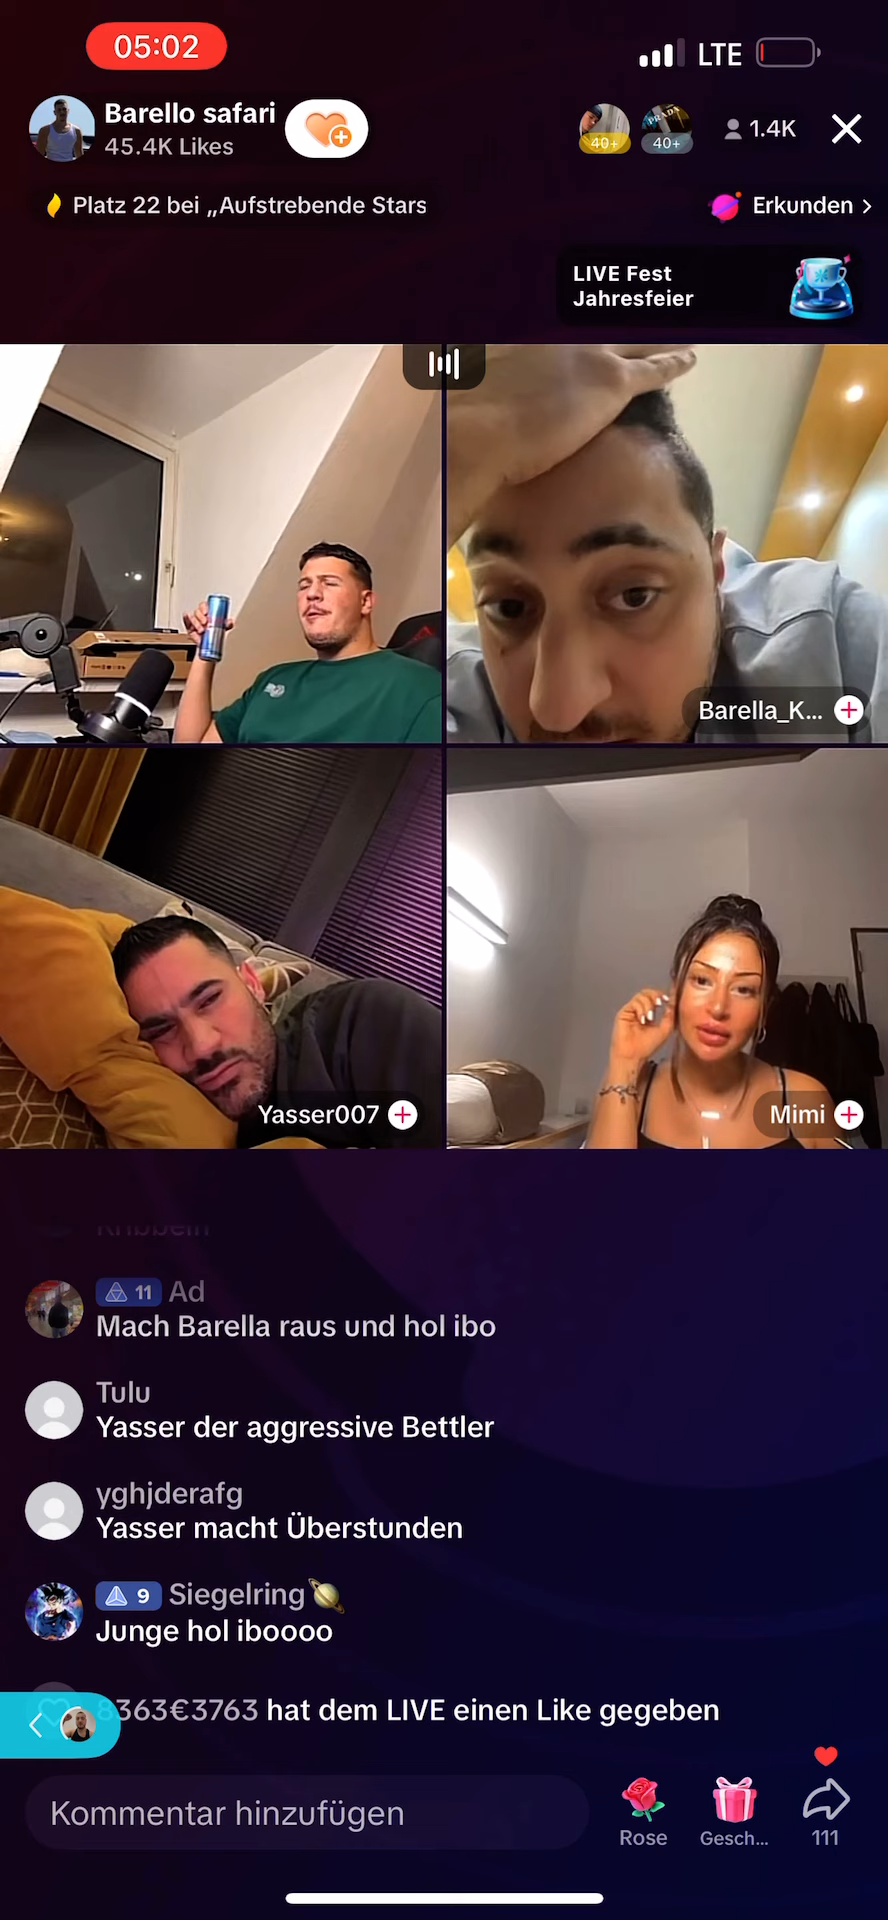 05:02
LTE
Barello safari
45.4K Likes
40+
40+
1.4K
Platz 22 bei „Aufstrebende Stars
Erkunden >
LIVE Fest
Jahresfeier
PRADA
Barella_K...
Yasser007
Mimi
11 Ad
Mach Barella raus und hol ibo
Tulu
Yasser der aggressive Bettler
yghjderafg
Yasser macht Überstunden
9 Siegelring🪐
Junge hol iboooo
8363€3763 hat dem LIVE einen Like gegeben
Kommentar hinzufügen
Rose
Gesch...
111